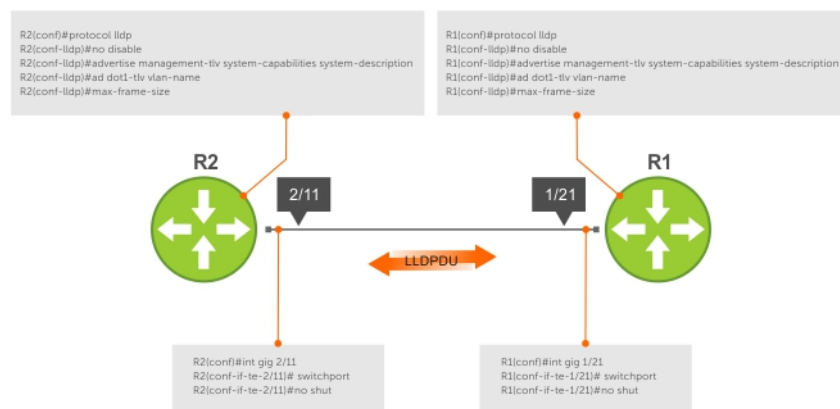 R2(conf)#protocol lldp
R2(conf-lldp)#no disable
R2(conf-lldp)#advertise management-tlv system-capabilities system-description
R2(conf-lldp)#ad dot1-tlv vlan-name
R2(conf-lldp)#max-frame-size
R1(conf)#protocol lldp
R1(conf-lldp)#no disable
R1(conf-lldp)#advertise management-tlv system-capabilities system-description
R1(conf-lldp)#ad dot1-tlv vlan-name
R1(conf-lldp)#max-frame-size
R2
R1
2/11
1/21
LLDPDU
R2(conf)#int gig 2/11
R2(conf-if-te-2/11)# switchport
R2(conf-if-te-2/11)#no shut
R1(conf)#int gig 1/21
R1(conf-if-te-1/21)# switchport
R1(conf-if-te-1/21)#no shut